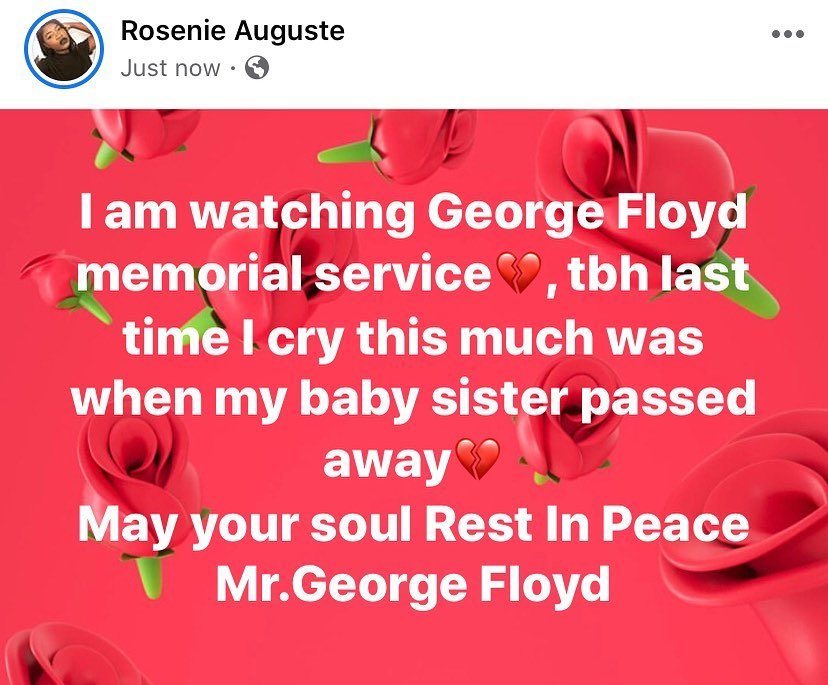 Rosenie Auguste
Just now ·
I am watching George Floyd
memorial service💔, tbh last
time I cry this much was
when my baby sister passed
away💔
May your soul Rest In Peace
Mr.George Floyd